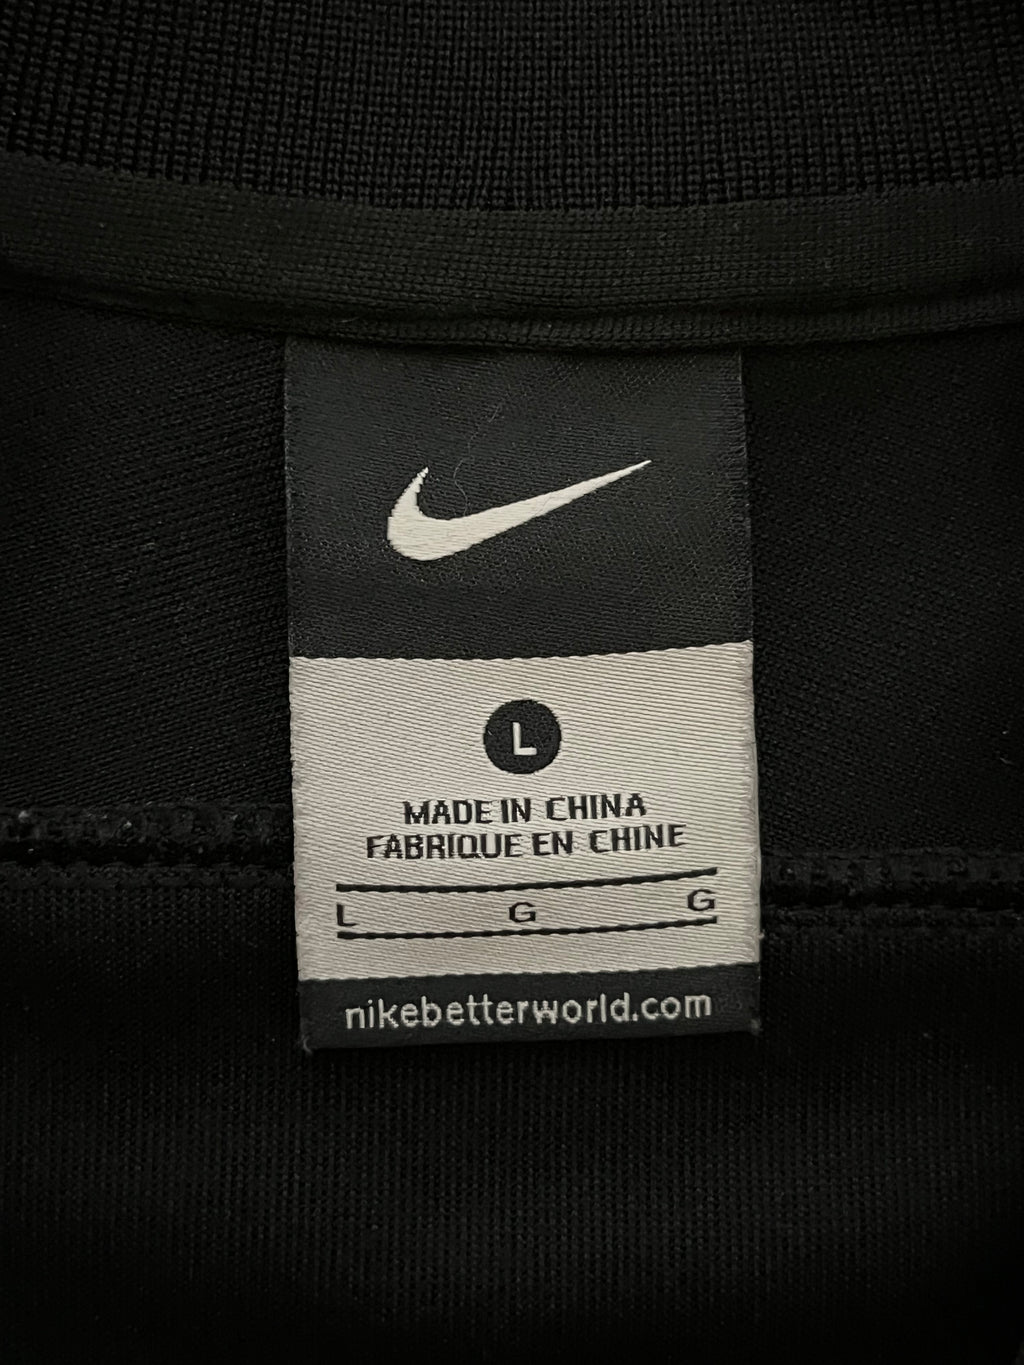 L
MADE IN CHINA
FABRIQUE EN CHINE
L G G
nikebetterworld.com